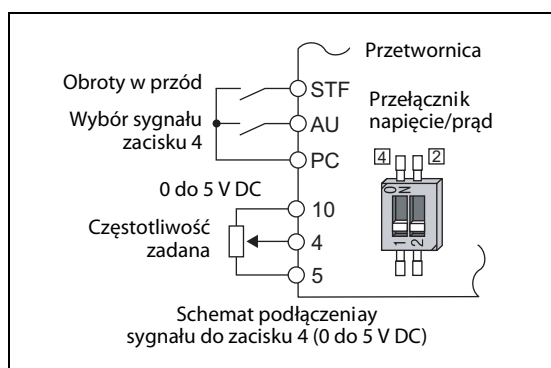 Przetwornica
Obroty w przód
STF
Wybór sygnału
zacisku 4
AU
PC
Przełącznik
napięcie/prąd
4
2
O
N
1 2
0 do 5 V DC
10
Częstotliwość
zadana
4
5
Schemat podłączeniay
sygnału do zacisku 4 (0 do 5 V DC)